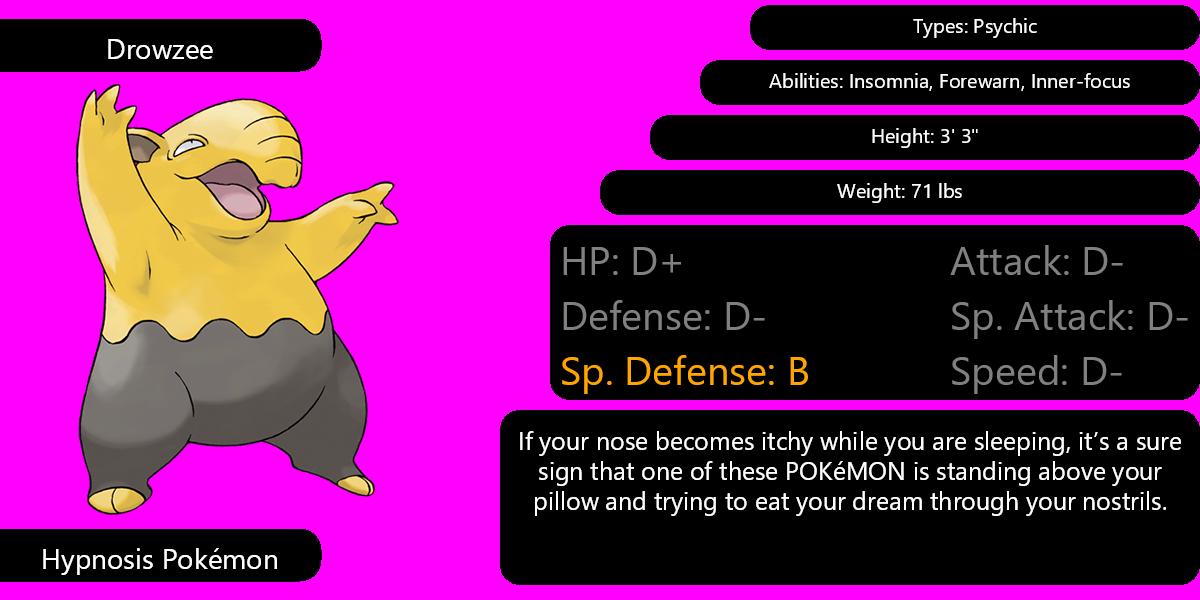 Drowzee
Types: Psychic
Abilities: Insomnia, Forewarn, Inner-focus
Height: 3' 3"
Weight: 71 lbs
HP: D+ Attack: D-
Defense: D- Sp. Attack: D-
Sp. Defense: B Speed: D-
If your nose becomes itchy while you are sleeping, it’s a sure
sign that one of these POKéMON is standing above your
pillow and trying to eat your dream through your nostrils.
Hypnosis Pokémon